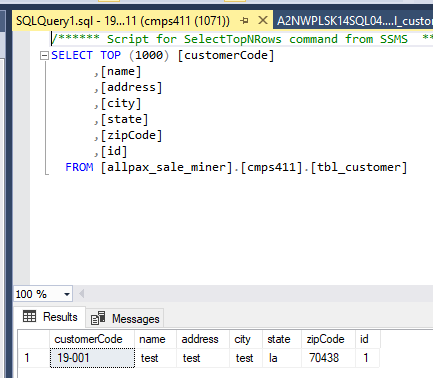 SQLQuery1.sql - 19...11 (cmps411 (1071)) A2NWPLSK14SQL04....l_custo
/****** Script for SelectTopNRows command from SSMS **
SELECT TOP (1000) [customerCode]
,[name]
,[address]
,[city]
,[state]
,[zipCode]
,[id]
FROM [allpax_sale_miner].[cmps411].[tbl_customer]
100 %
Results Messages
customerCode name address city state zipCode id
1 19-001 test test test la 70438 1